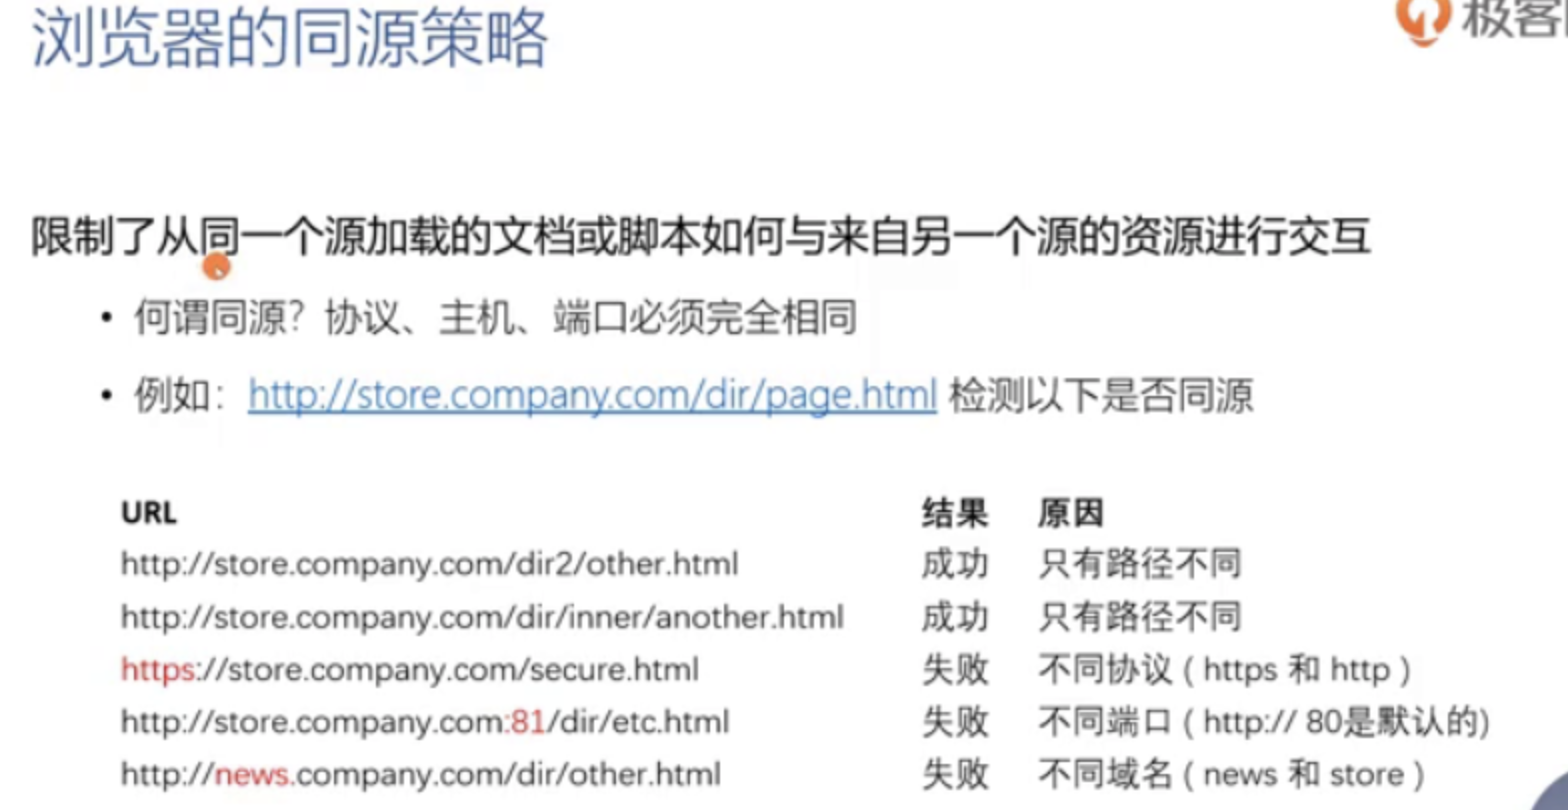 浏览器的同源策略
极客
限制了从同一个源加载的文档或脚本如何与来自另一个源的资源进行交互
• 何谓同源？协议、主机、端口必须完全相同
• 例如：http://store.company.com/dir/page.html 检测以下是否同源
URL 结果 原因
http://store.company.com/dir2/other.html 成功 只有路径不同
http://store.company.com/dir/inner/another.html 成功 只有路径不同
https://store.company.com/secure.html 失败 不同协议 ( https 和 http )
http://store.company.com:81/dir/etc.html 失败 不同端口 ( http:// 80是默认的)
http://news.company.com/dir/other.html 失败 不同域名 ( news 和 store )